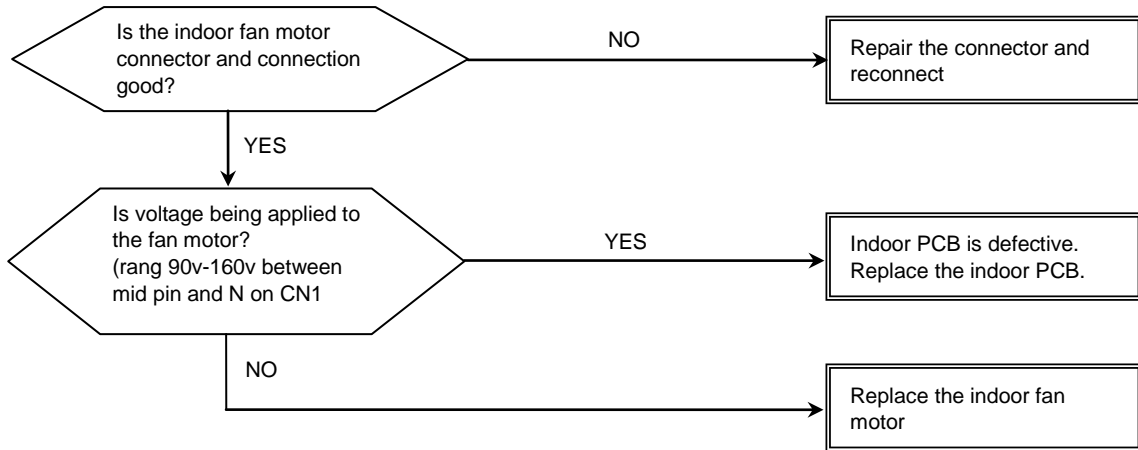 Is the indoor fan motor
connector and connection
good?
NO
Repair the connector and
reconnect
YES
Is voltage being applied to
the fan motor?
(rang 90v-160v between
mid pin and N on CN1
YES
Indoor PCB is defective.
Replace the indoor PCB.
NO
Replace the indoor fan
motor